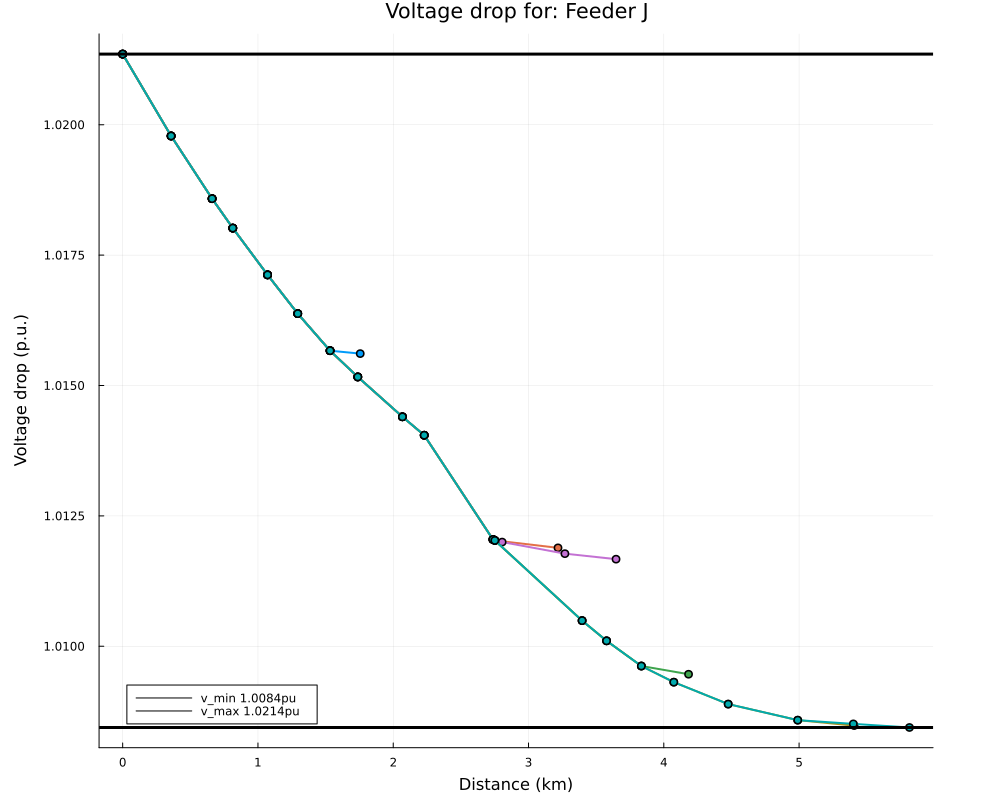 Voltage drop for: Feeder J
Voltage drop (p.u.)
1.0200
1.0175
1.0150
1.0125
1.0100
v_min 1.0084pu
v_max 1.0214pu
0 1 2 3 4 5
Distance (km)